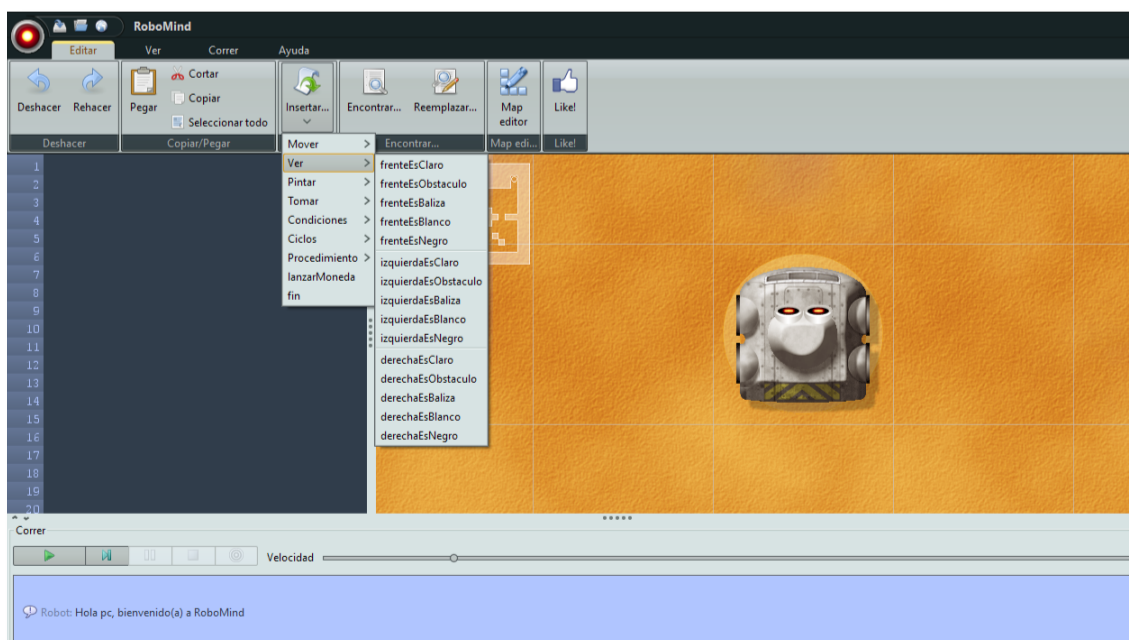 RoboMind
Editar Ver Correr Ayuda
Deshacer Rehacer Pegar Cortar Copiar Seleccionar todo Insertar... Encontrar... Reemplazar... Map editor Like!
Deshacer Copiar/Pegar Encontrar... Map edi... Like!
Mover
Ver
Pintar
Tomar
Condiciones
Ciclos
Procedimiento
lanzarMoneda
fin
frenteEsClaro
frenteEsObstaculo
frenteEsBaliza
frenteEsBlanco
frenteEsNegro
izquierdaEsClaro
izquierdaEsObstaculo
izquierdaEsBaliza
izquierdaEsBlanco
izquierdaEsNegro
derechaEsClaro
derechaEsObstaculo
derechaEsBaliza
derechaEsBlanco
derechaEsNegro
1
2
3
4
5
6
7
8
9
10
11
12
13
14
15
16
17
18
19
20
Correr
Velocidad
Robot: Hola pc, bienvenido(a) a RoboMind